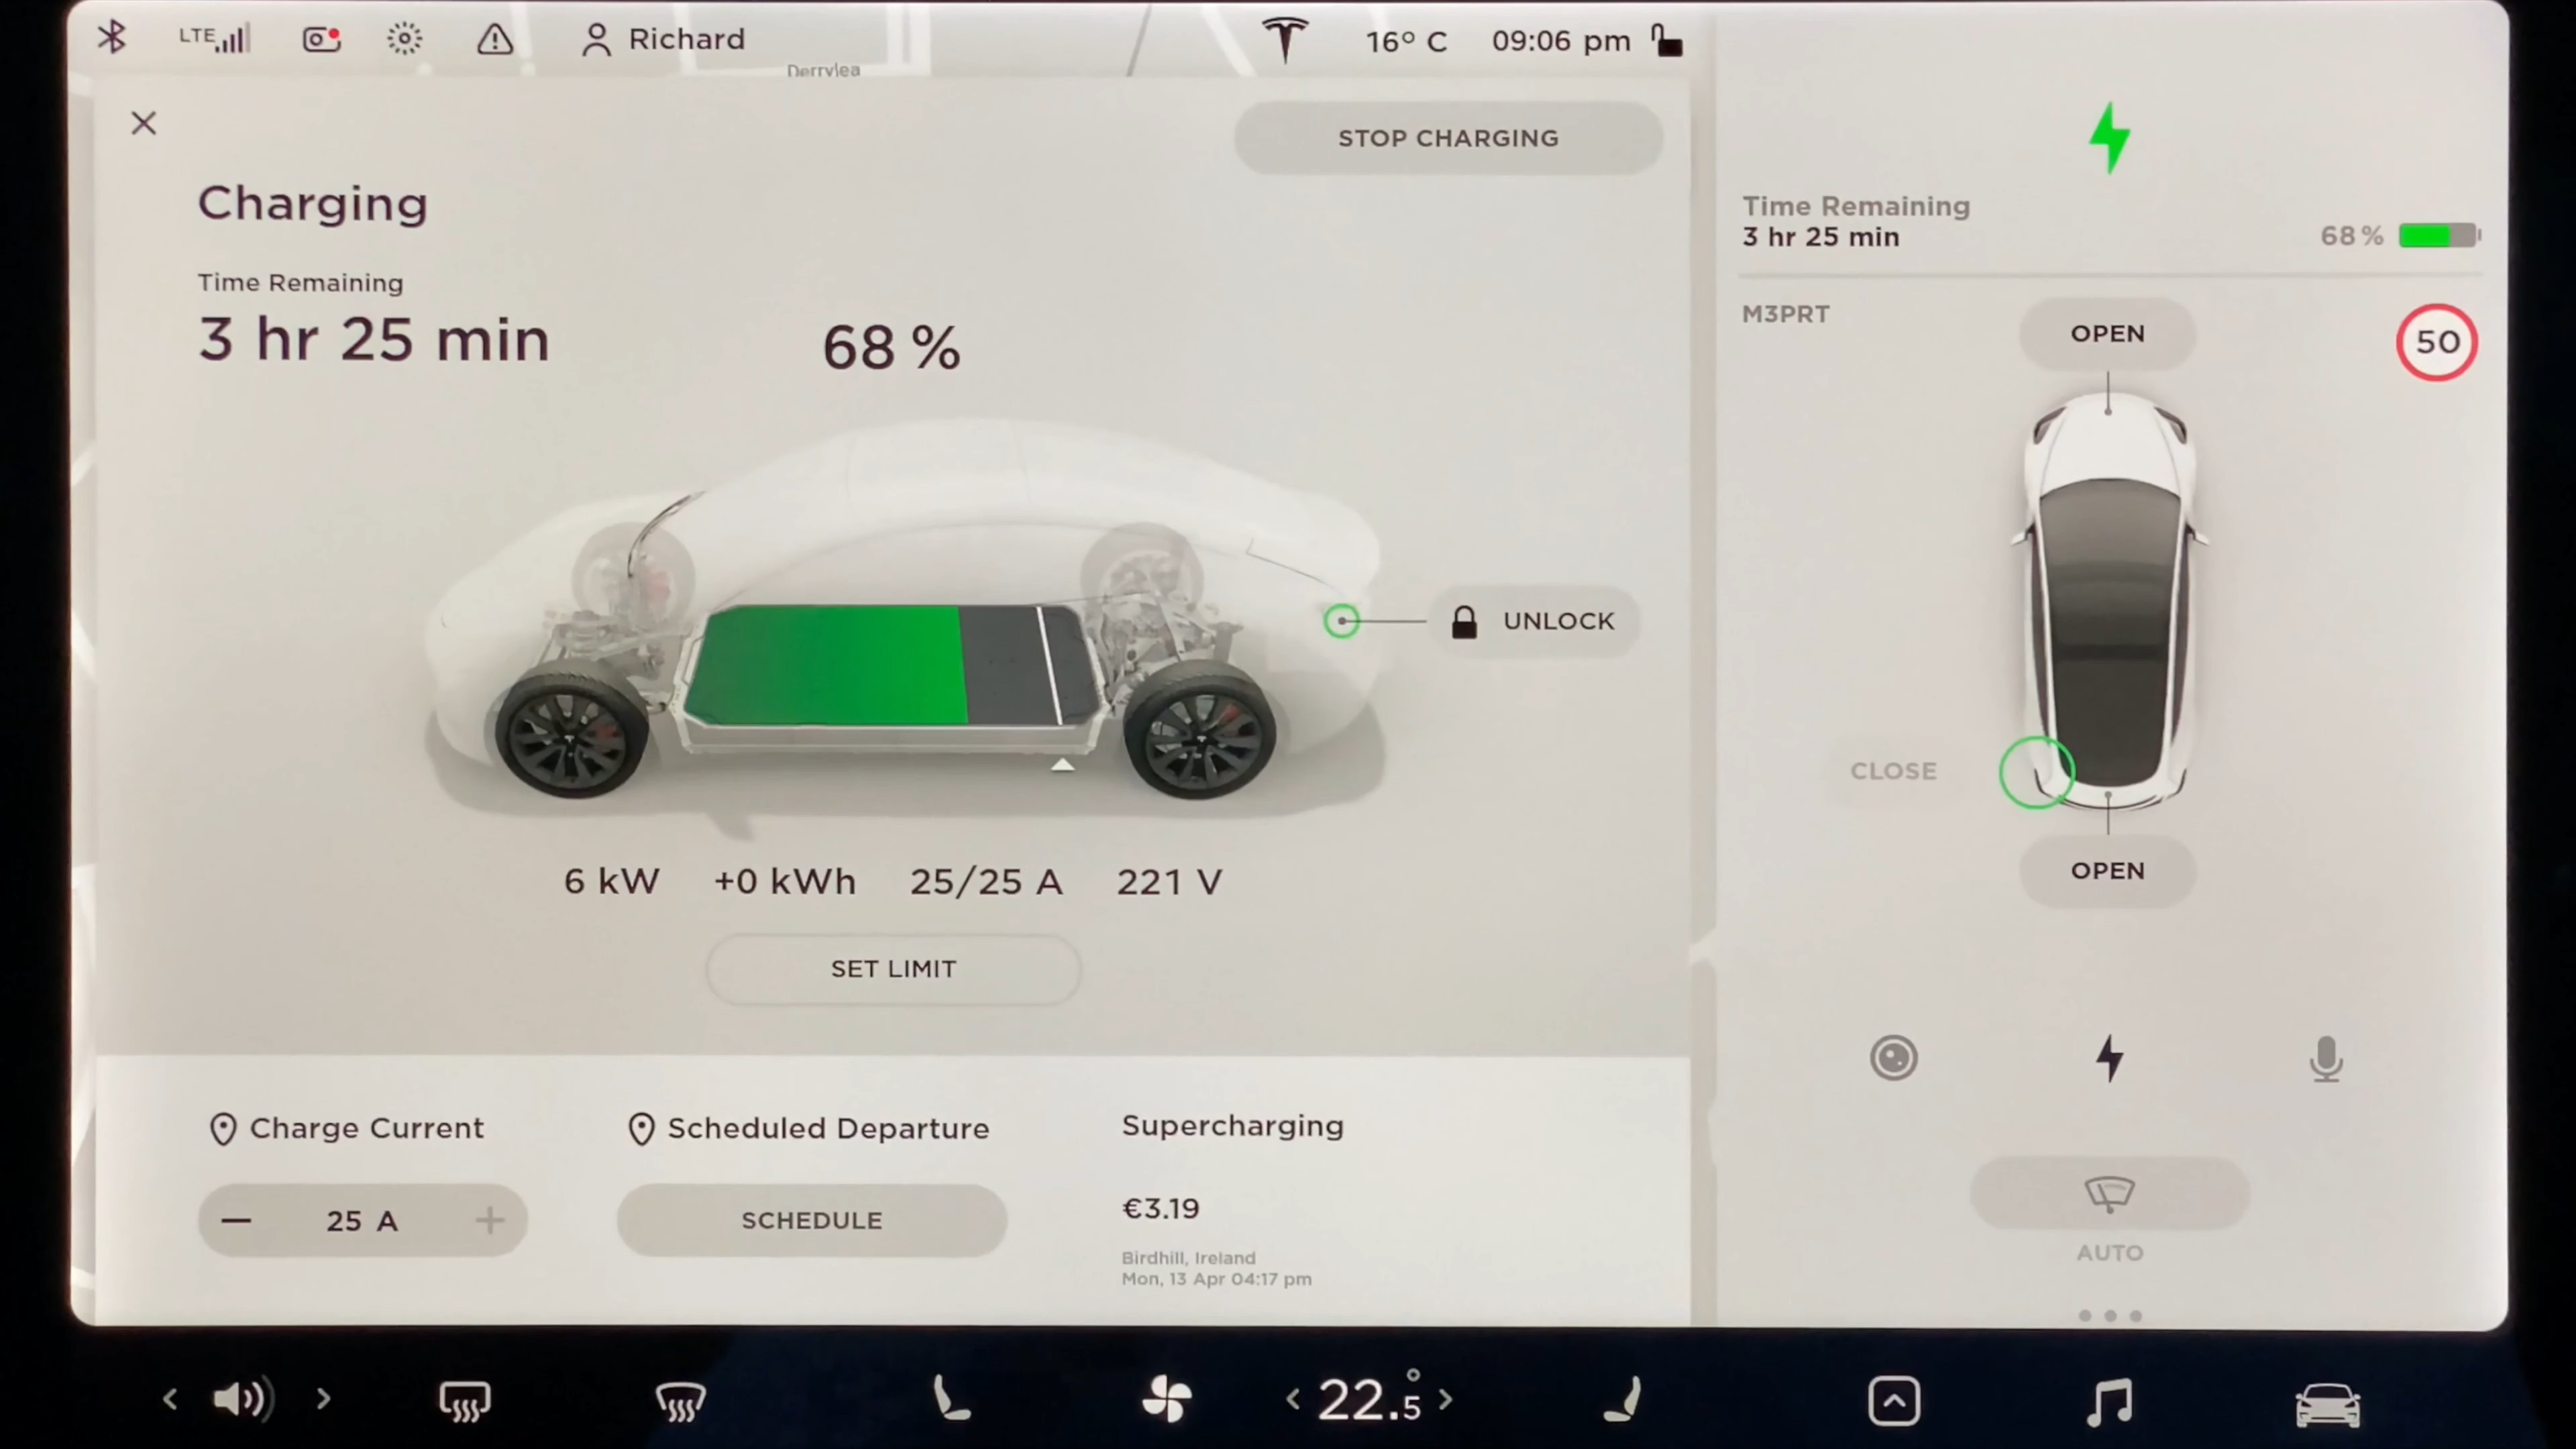 LTE
Richard
16° C
09:06 pm
Derrylea
STOP CHARGING
Charging
Time Remaining
3 hr 25 min
68 %
UNLOCK
6 kW +0 kWh 25/25 A 221 V
SET LIMIT
Charge Current
25 A
Scheduled Departure
SCHEDULE
Supercharging
€3.19
Birdhill, Ireland
Mon, 13 Apr 04:17 pm
Time Remaining
3 hr 25 min
68%
M3PRT
OPEN
50
CLOSE
OPEN
AUTO
22.5°